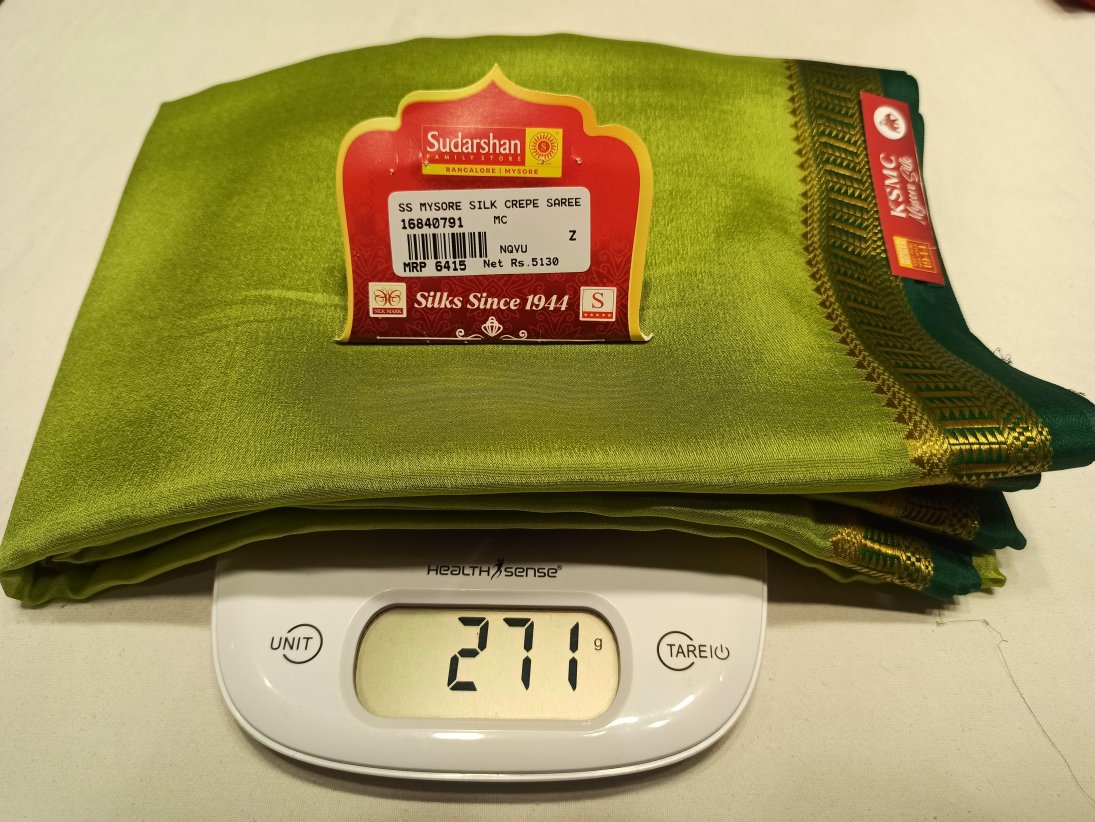 Sudarshan
FAMILY STORE
BANGALORE | MYSORE
SS MYSORE SILK CREPE SAREE
16840791 MC
Z
NQVU
MRP 6415 Net Rs.5130
SILK MARK
Silks Since 1944
S
KSMC
Mysore Silk
HEALTH SENSE®
UNIT
271 g
TARE